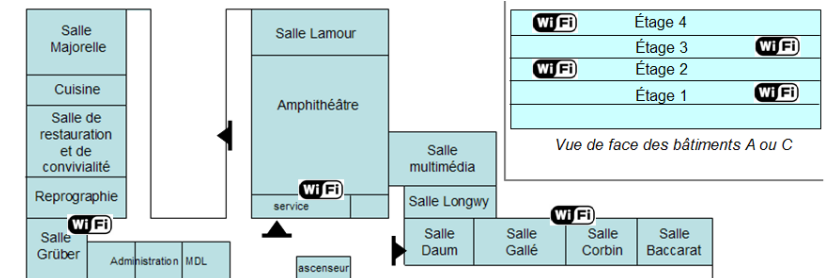 Salle
Majorelle
Cuisine
Salle de
restauration
et de
convivialité
Reprographie
WiFi
Salle
Grüber
Administration
MDL
Salle Lamour
Amphithéâtre
WiFi
service
ascenseur
Salle
multimédia
Salle Longwy
WiFi
Salle
Daum
Salle
Gallé
Salle
Corbin
Salle
Baccarat
WiFi Étage 4
Étage 3 WiFi
WiFi Étage 2
Étage 1 WiFi
Vue de face des bâtiments A ou C